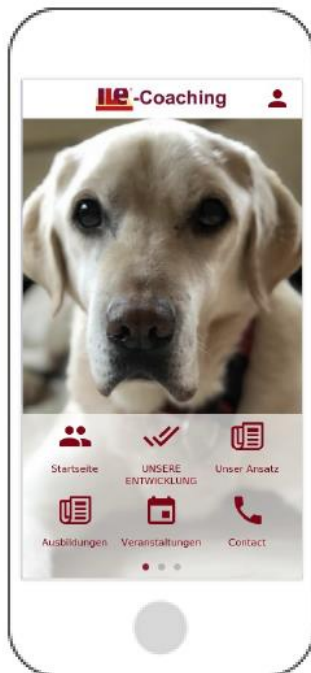 ILE-Coaching
Startseite
UNSERE
ENTWICKLUNG
Unser Ansatz
Ausbildungen
Veranstaltungen
Contact